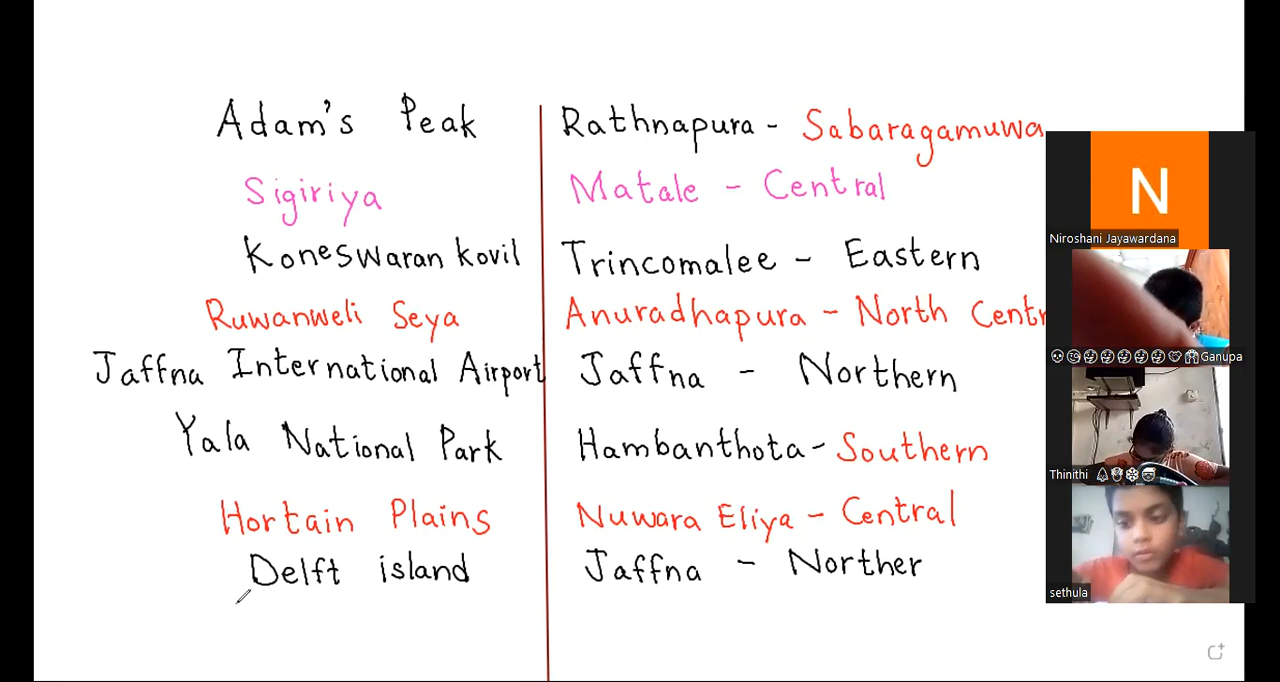 Adam's Peak Rathnapura - Sabaragamuwa
Sigiriya Matale - Central
Koneswaran kovil Trincomalee - Eastern
Ruwanweli Seya Anuradhapura - North Centr
Jaffna International Airport Jaffna - Northern
Yala National Park Hambanthota - Southern
Hortain Plains Nuwara Eliya - Central
Delft island Jaffna - Norther
N
Niroshani Jayawardana
Ganupa
Thinithi
sethula